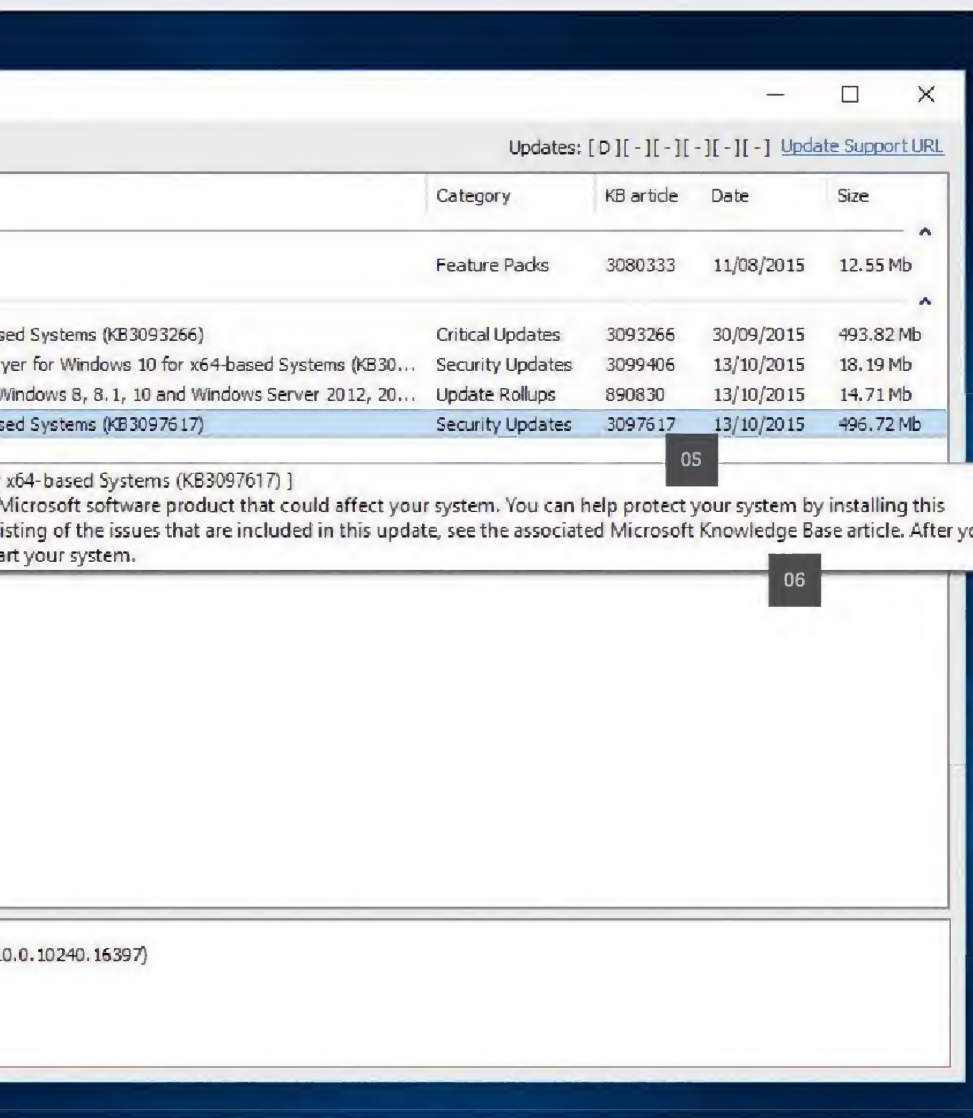 Updates: [ D ][ - ][ - ][ - ][ - ][ - ] Update Support URL
Category KB article Date Size
Feature Packs 3080333 11/08/2015 12.55 Mb
sed Systems (KB3093266) Critical Updates 3093266 30/09/2015 493.82 Mb
yer for Windows 10 for x64-based Systems (KB30... Security Updates 3099406 13/10/2015 18.19 Mb
Windows 8, 8.1, 10 and Windows Server 2012, 20... Update Rollups 890830 13/10/2015 14.71 Mb
sed Systems (KB3097617) Security Updates 3097617 13/10/2015 496.72 Mb
05
x64-based Systems (KB3097617) ]
Microsoft software product that could affect your system. You can help protect your system by installing this
isting of the issues that are included in this update, see the associated Microsoft Knowledge Base article. After yo
art your system.
06
10.0.10240.16397)